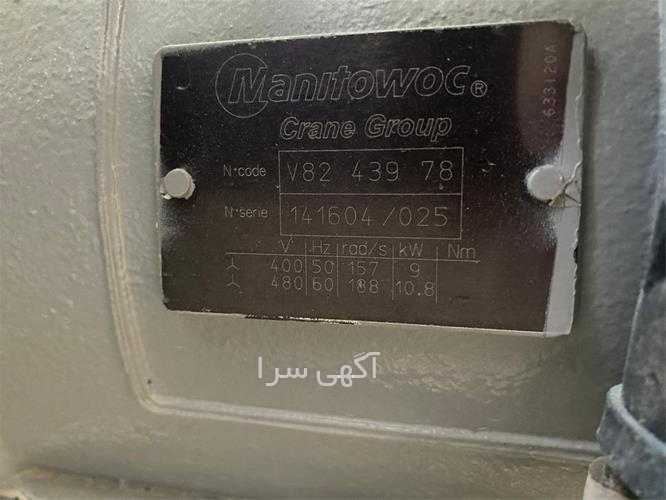 Manitowoc®
Crane Group
N·code V82 439 78
N·serie 141604/025
V Hz rad/s kW Nm
400 50 157 9
480 60 188 10.8
633120A
آگهی سرا